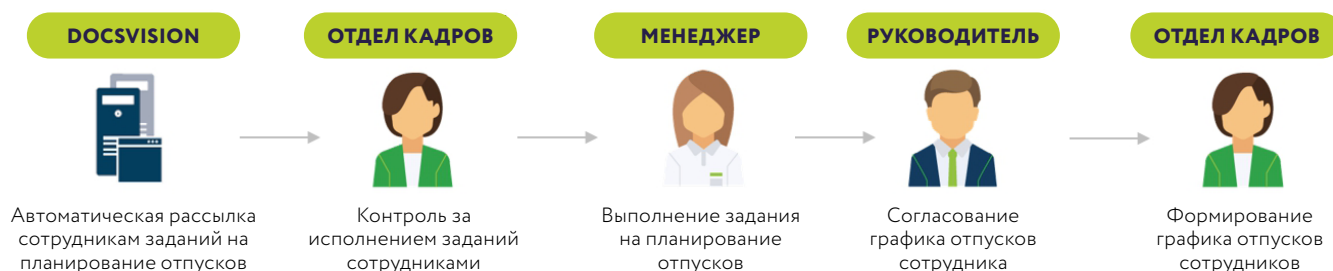 DOCSVISION
Автоматическая рассылка
сотрудникам заданий на
планирование отпусков
ОТДЕЛ КАДРОВ
Контроль за
исполнением заданий
сотрудниками
МЕНЕДЖЕР
Выполнение задания
на планирование
отпусков
РУКОВОДИТЕЛЬ
Согласование
графика отпусков
сотрудника
ОТДЕЛ КАДРОВ
Формирование
графика отпусков
сотрудников